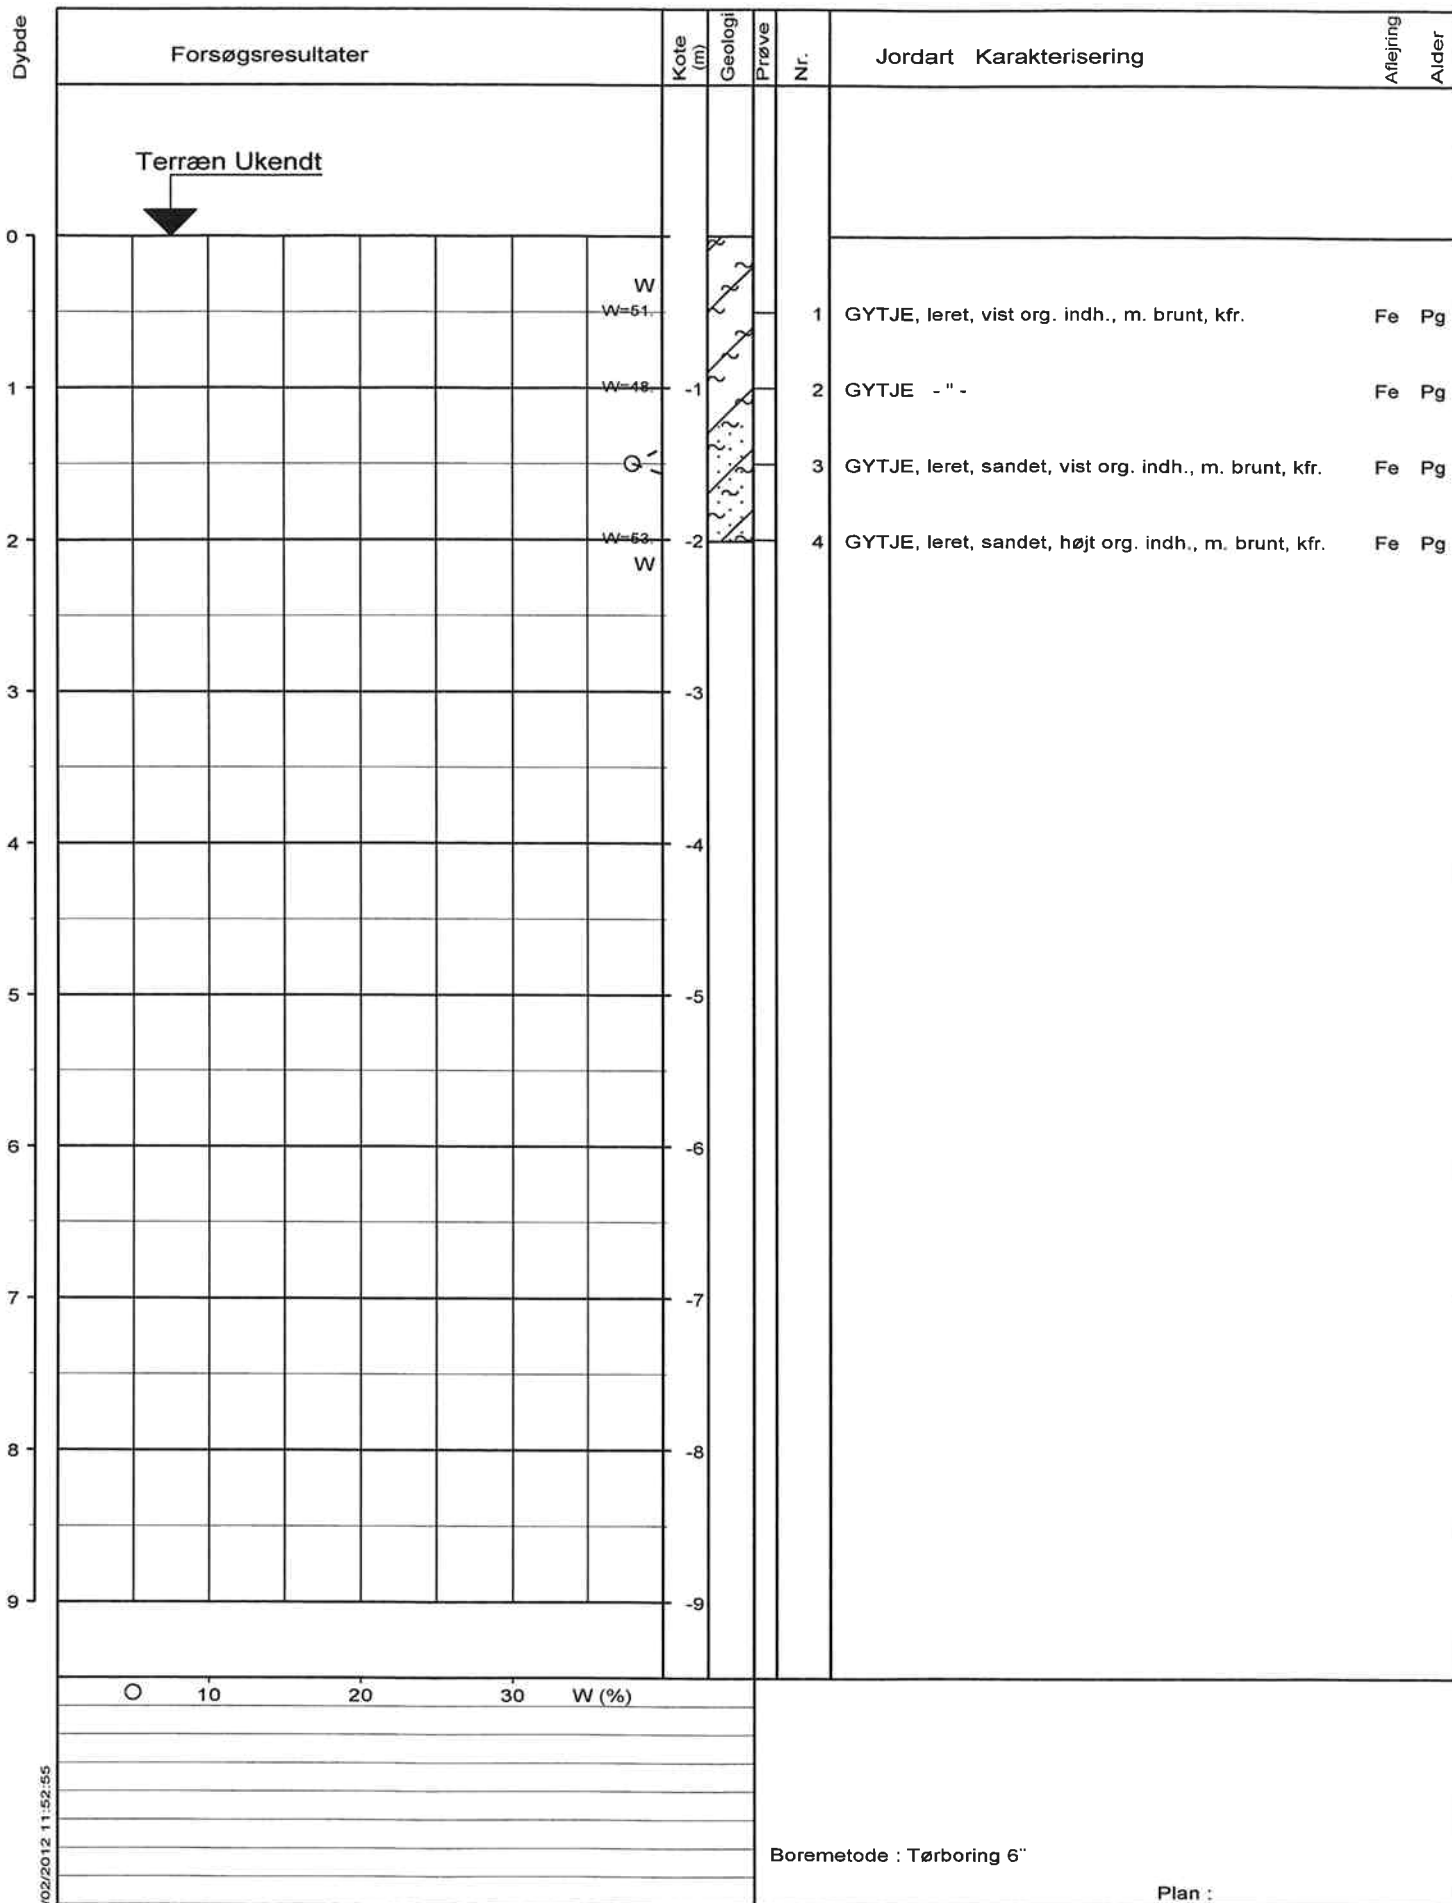 Dybde
Forsøgsresultater
Kote (m)
Geologi
Prøve
Nr.
Jordart Karakterisering
Aflejring
Alder
Terræn Ukendt
0
W
W=51.
1 GYTJE, leret, vist org. indh., m. brunt, kfr. Fe Pg
1 W=48. -1
2 GYTJE - " - Fe Pg
3 GYTJE, leret, sandet, vist org. indh., m. brunt, kfr. Fe Pg
2 W=53. -2
4 GYTJE, leret, sandet, højt org. indh., m. brunt, kfr. Fe Pg
W
3 -3
4 -4
5 -5
6 -6
7 -7
8 -8
9 -9
10 20 30 W (%)
/02/2012 11:52:55
Boremetode : Tørboring 6"
Plan :